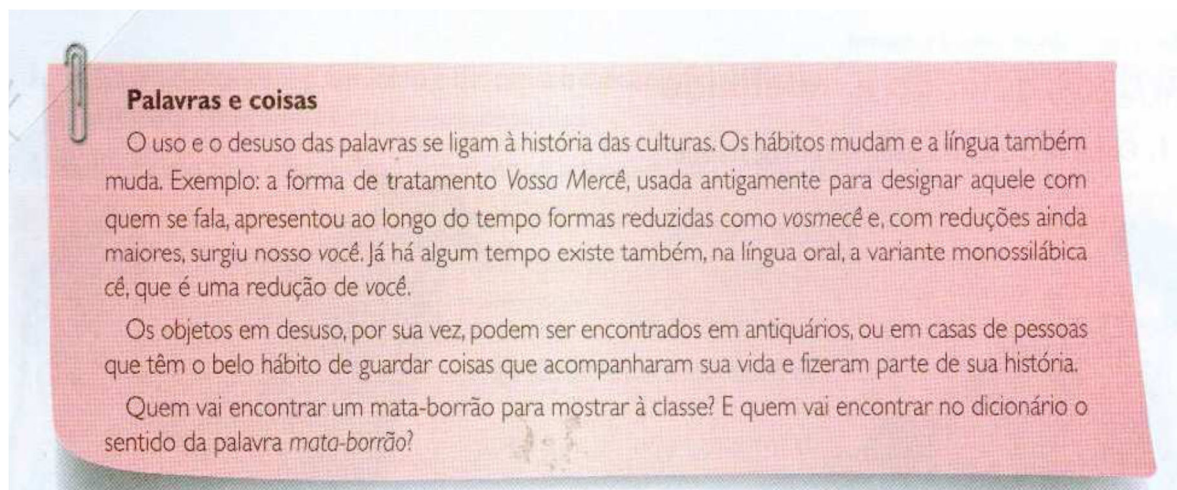 Palavras e coisas
O uso e o desuso das palavras se ligam à história das culturas. Os hábitos mudam e a língua também
muda. Exemplo: a forma de tratamento Vossa Mercê, usada antigamente para designar aquele com
quem se fala, apresentou ao longo do tempo formas reduzidas como vosmecê e, com reduções ainda
maiores, surgiu nosso você. Já há algum tempo existe também, na língua oral, a variante monossilábica
cê, que é uma redução de você.
Os objetos em desuso, por sua vez, podem ser encontrados em antiquários, ou em casas de pessoas
que têm o belo hábito de guardar coisas que acompanharam sua vida e fizeram parte de sua história.
Quem vai encontrar um mata-borrão para mostrar à classe? E quem vai encontrar no dicionário o
sentido da palavra mata-borrão?